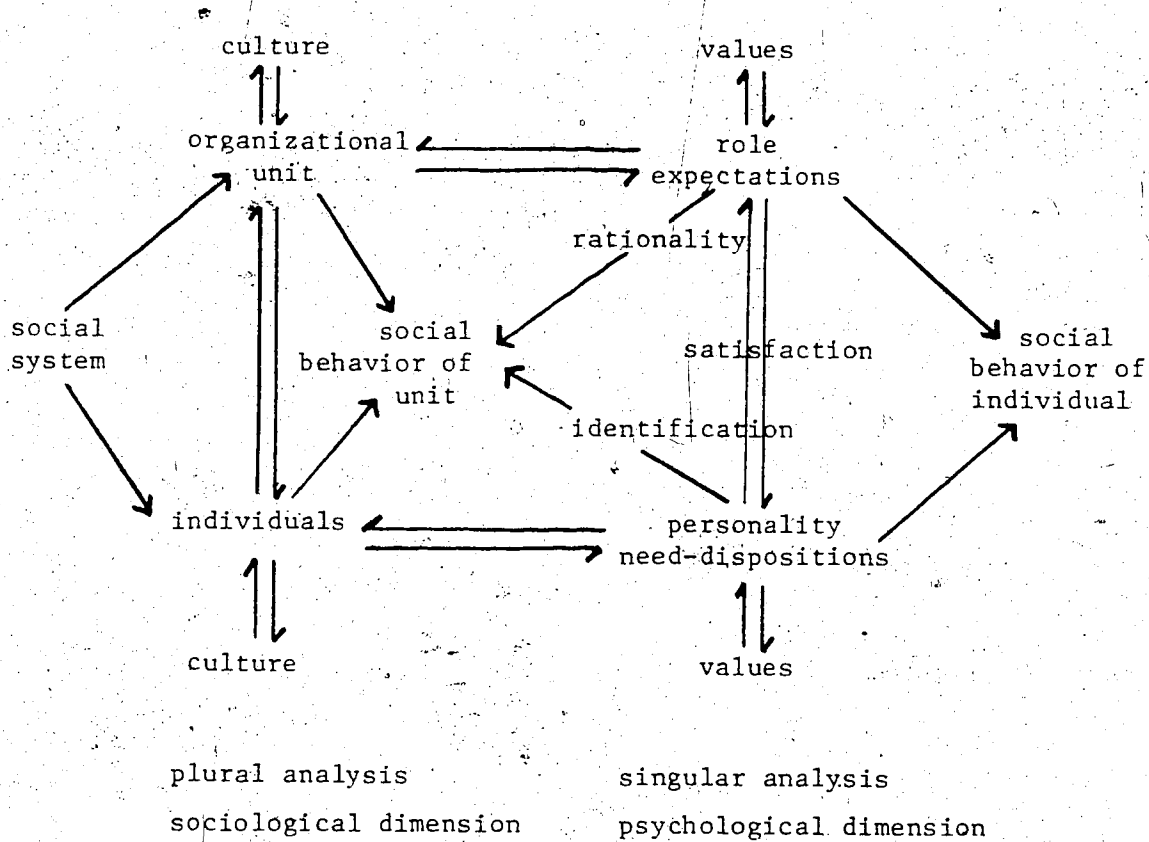 culture
values
organizational
unit
role
expectations
rationality
social
system
social
behavior of
unit
satisfaction
social
behavior of
individual
identification
individuals
personality
need-dispositions
culture
values
plural analysis
singular analysis
sociological dimension
psychological dimension